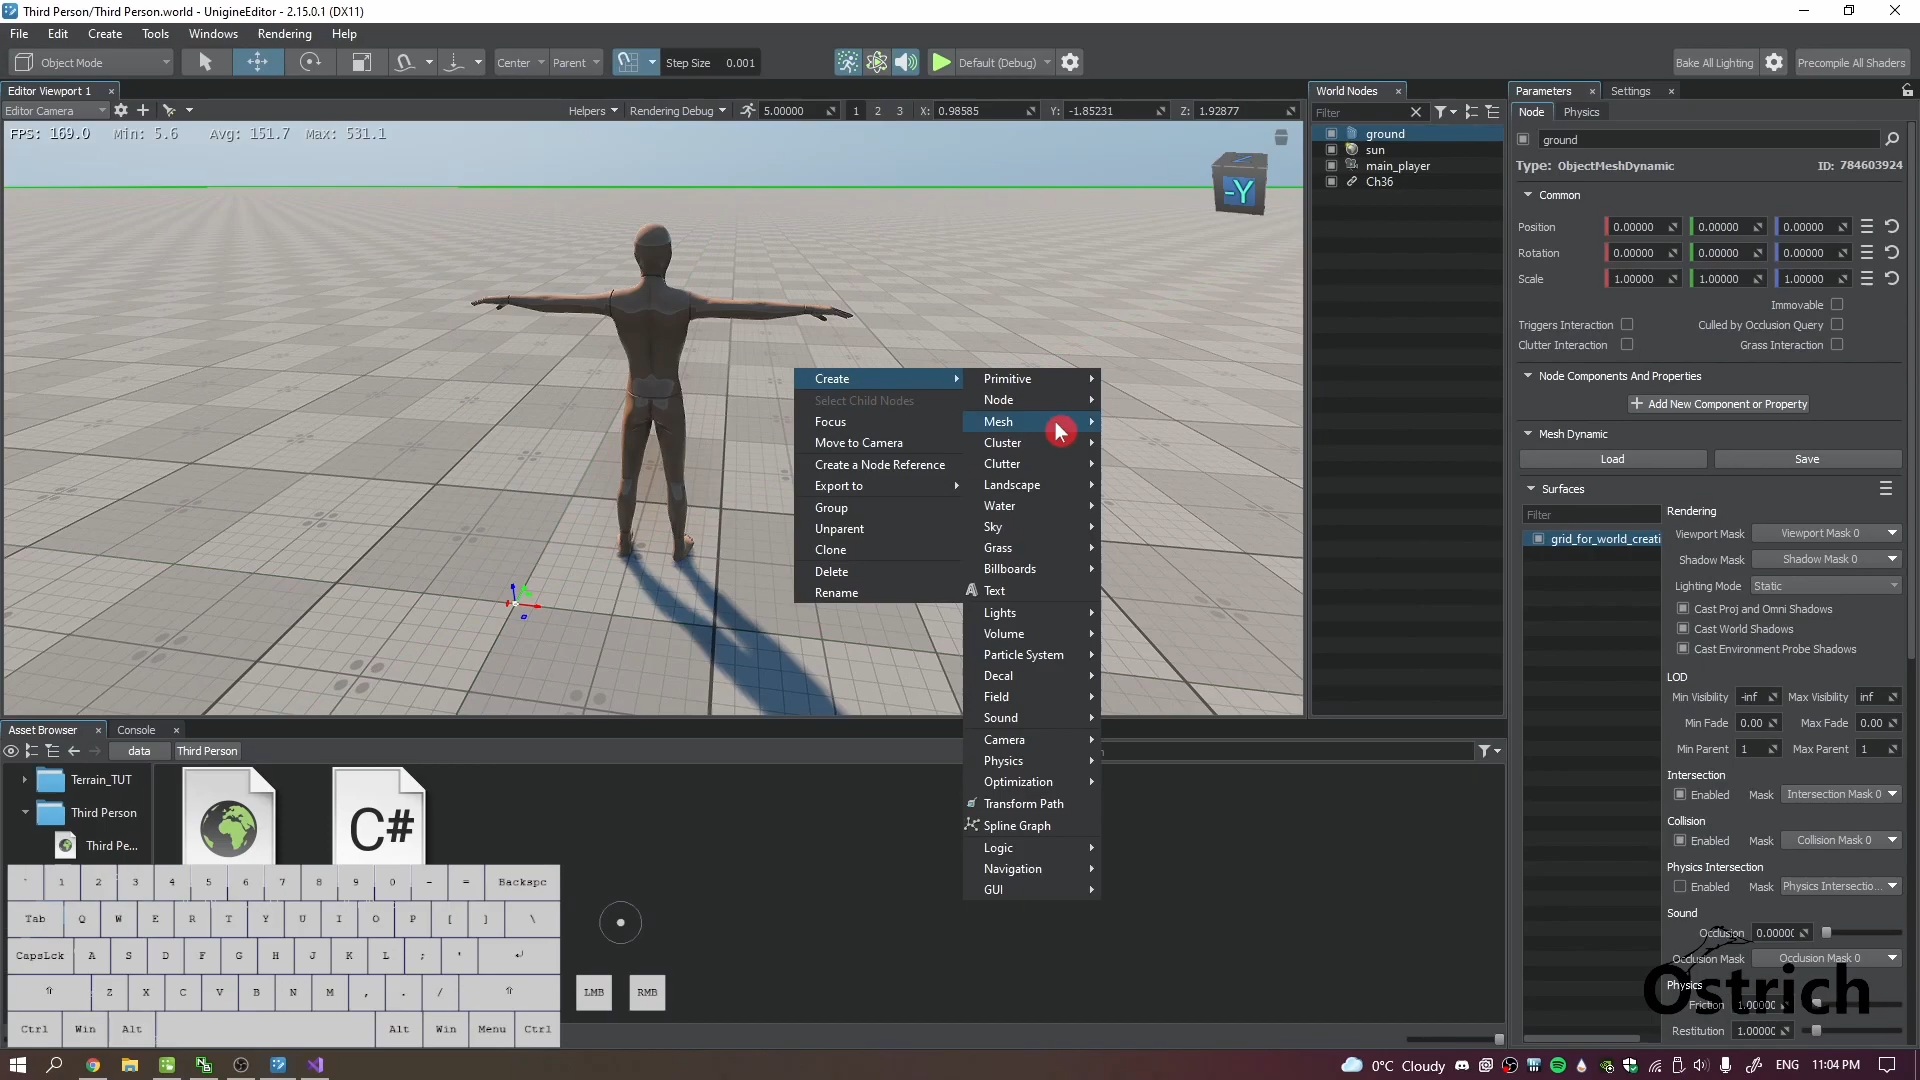 Third Person/Third Person.world - UnigineEditor - 2.15.0.1 (DX11)
File Edit Create Tools Windows Rendering Help
Object Mode Center Parent Step Size 0.001 Default (Debug) Bake All Lighting Precompile All Shaders
Editor Viewport 1
Editor Camera Helpers Rendering Debug 5.00000 1 2 3 X: 0.98585 Y: -1.85231 Z: 1.92877
FPS: 169.0 Min: 5.6 Avg: 151.7 Max: 531.1
-Y
Create
Select Child Nodes
Focus
Move to Camera
Create a Node Reference
Export to
Group
Unparent
Clone
Delete
Rename
Primitive
Node
Mesh
Cluster
Clutter
Landscape
Water
Sky
Grass
Billboards
Text
Lights
Volume
Particle System
Decal
Field
Sound
Camera
Physics
Optimization
Transform Path
Spline Graph
Logic
Navigation
GUI
World Nodes
Filter
ground
sun
main_player
Ch36
Parameters Settings
Node Physics
ground
Type: ObjectMeshDynamic ID: 784603924
Common
Position 0.00000 0.00000 0.00000
Rotation 0.00000 0.00000 0.00000
Scale 1.00000 1.00000 1.00000
Immovable
Triggers Interaction Culled by Occlusion Query
Clutter Interaction Grass Interaction
Node Components And Properties
+ Add New Component or Property
Mesh Dynamic
Load Save
Surfaces
Filter
grid_for_world_creati
Rendering
Viewport Mask Viewport Mask 0
Shadow Mask Shadow Mask 0
Lighting Mode Static
Cast Proj and Omni Shadows
Cast World Shadows
Cast Environment Probe Shadows
LOD
Min Visibility -inf Max Visibility inf
Min Fade 0.00 Max Fade 0.00
Min Parent 1 Max Parent 1
Intersection
Enabled Mask Intersection Mask 0
Collision
Enabled Mask Collision Mask 0
Physics Intersection
Enabled Mask Physics Intersectio...
Sound
Occlusion 0.00000
Occlusion Mask Occlusion Mask 0
Physics
Friction 1.00000
Restitution 1.00000
Ostrich
Asset Browser Console
data Third Person
Terrain_TUT
Third Person
Third Pe...
C#
` 1 2 3 4 5 6 7 8 9 0 - = Backspc
Tab Q W E R T Y U I O P [ ] \
CapsLck A S D F G H J K L ; '
Z X C V B N M , . /
Ctrl Win Alt Alt Win Menu Ctrl
LMB RMB
0°C Cloudy ENG 11:04 PM